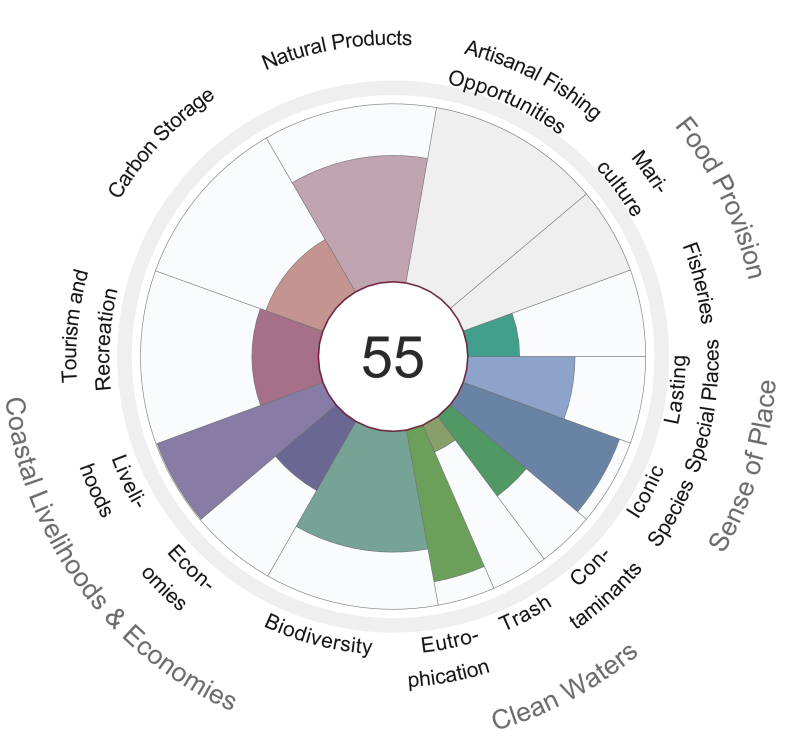 Natural Products
Artisanal Fishing
Opportunities
Mari-
culture
Food Provision
Fisheries
Lasting
Special Places
Iconic
Species
Sense of Place
Con-
taminants
Trash
Eutro-
phication
Clean Waters
Biodiversity
Econ-
omies
Liveli-
hoods
Coastal Livelihoods & Economies
Tourism and
Recreation
Carbon Storage
55